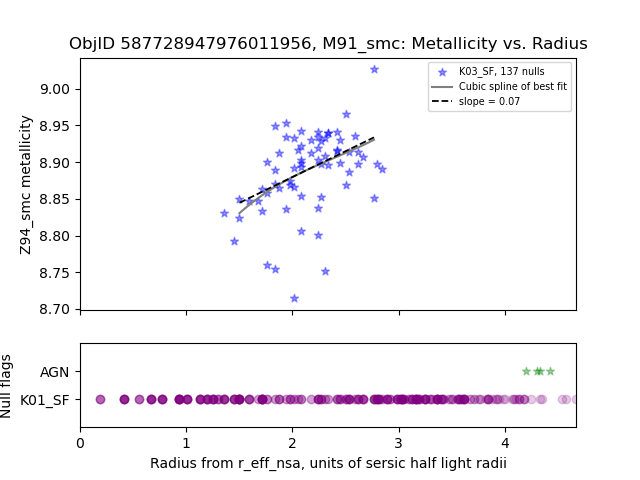 ObjID 587728947976011956, M91_smc: Metallicity vs. Radius
Z94_smc metallicity
9.00
8.95
8.90
8.85
8.80
8.75
8.70
K03_SF, 137 nulls
Cubic spline of best fit
slope = 0.07
Null flags
AGN
K01_SF
0 1 2 3 4
Radius from r_eff_nsa, units of sersic half light radii